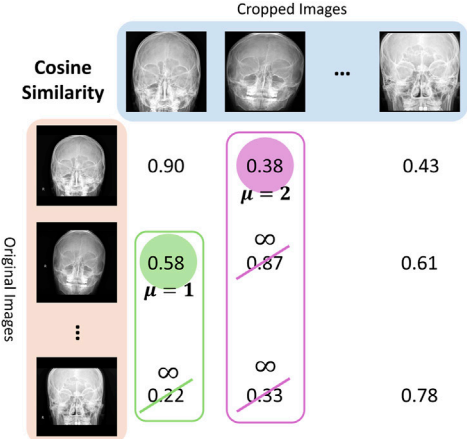 Cropped Images
Cosine
Similarity
...
Original Images
0.90
0.38
0.43
μ = 2
∞
0.58
0.87
0.61
μ = 1
...
∞
∞
0.22
0.33
0.78